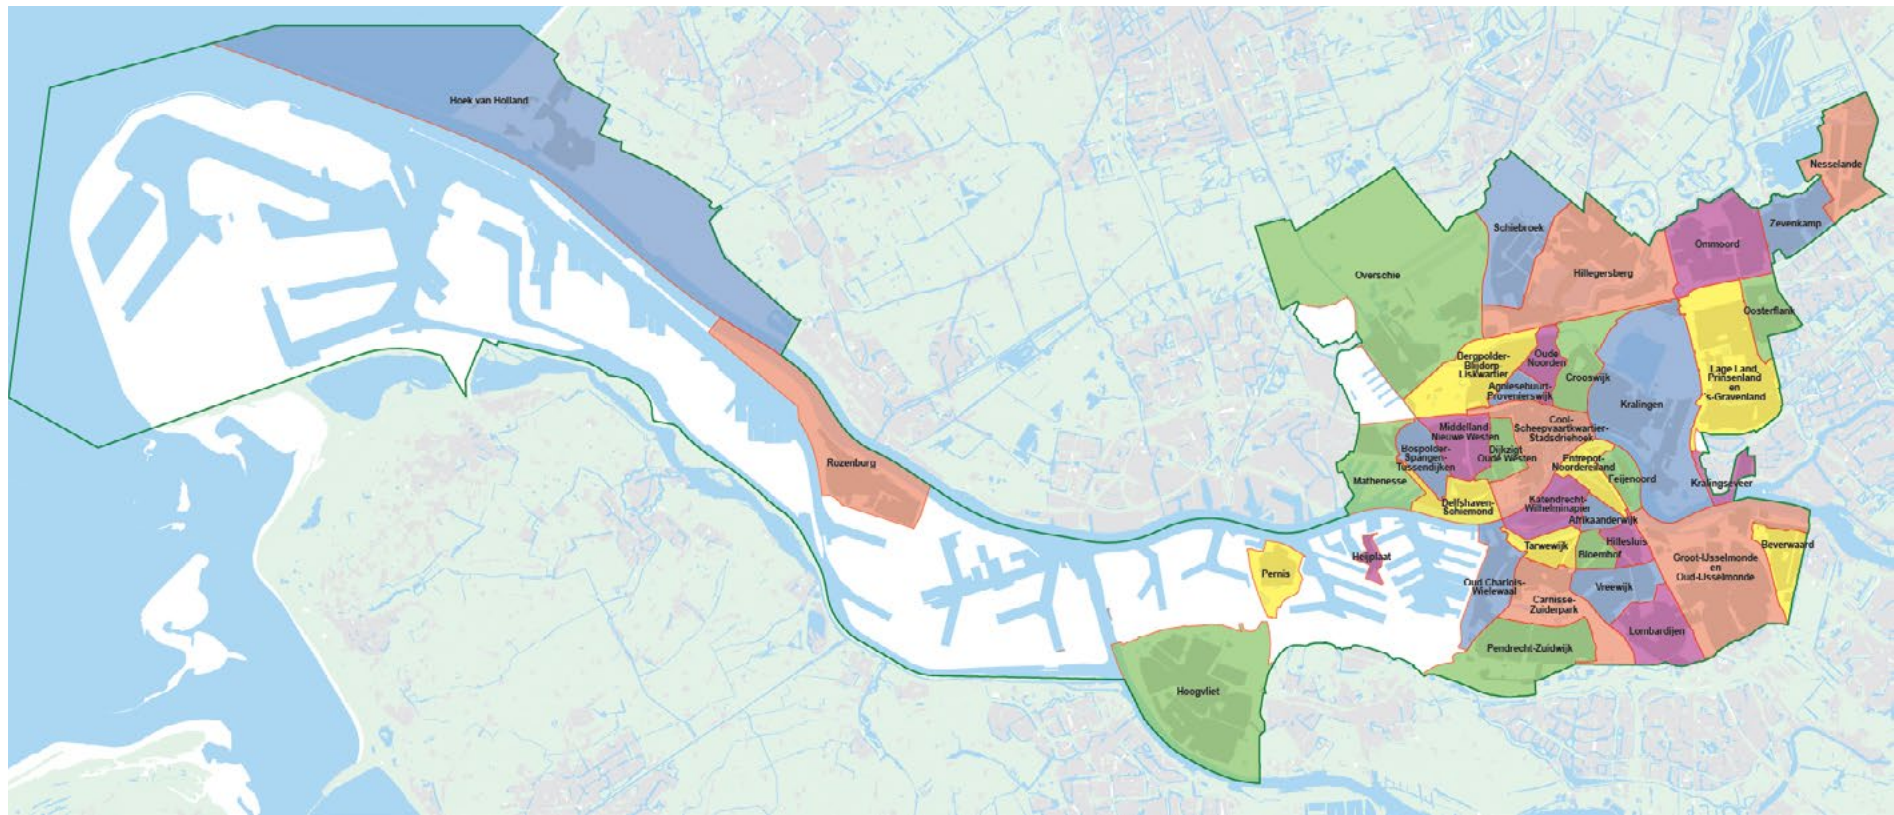 Hoek van Holland
Nesselande
Zevenkamp
Schiebroek
Ommoord
Hillegersberg
Overschie
Oosterflank
Bergpolder-
Blijdorp
Liskwartier
Oude
Noorden
Crooswijk
Agniesebuurt-
Provenierswijk
Lage Land
Prinsenland
en
's-Gravenland
Kralingen
Cool-
Scheepvaartkwartier-
Stadsdriehoek
Middelland
Nieuwe Westen
Dijkzigt
Oude Westen
Bospolder-
Spangen-
Tussendijken
Entrepot-
Noordereiland
Feijenoord
Rozenburg
Mathenesse
Kralingseveer
Delfshaven-
Schiemond
Katendrecht-
Wilhelminapier
Afrikaanderwijk
Hillesluis
Tarwewijk
Bloemhof
Beverwaard
Heijplaat
Pernis
Groot-IJsselmonde
en
Oud-IJsselmonde
Oud Charlois-
Wielewaal
Vreewijk
Carnisse-
Zuiderpark
Lombardijen
Pendrecht-Zuidwijk
Hoogvliet